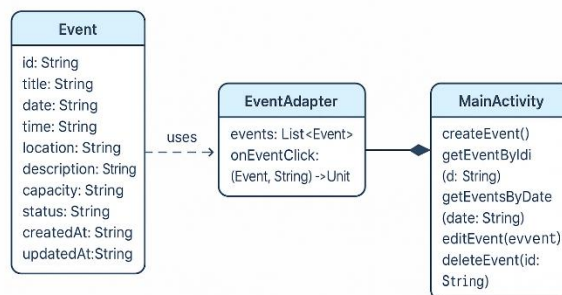 Event
id: String
title: String
date: String
time: String
location: String
description: String
capacity: String
status: String
createdAt: String
updatedAt:String
uses
EventAdapter
events: List<Event>
onEventClick:
(Event, String) ->Unit
MainActivity
createEvent()
getEventByIdi
(d: String)
getEventsByDate
(date: String)
editEvent(evvent)
deleteEvent(id:
String)